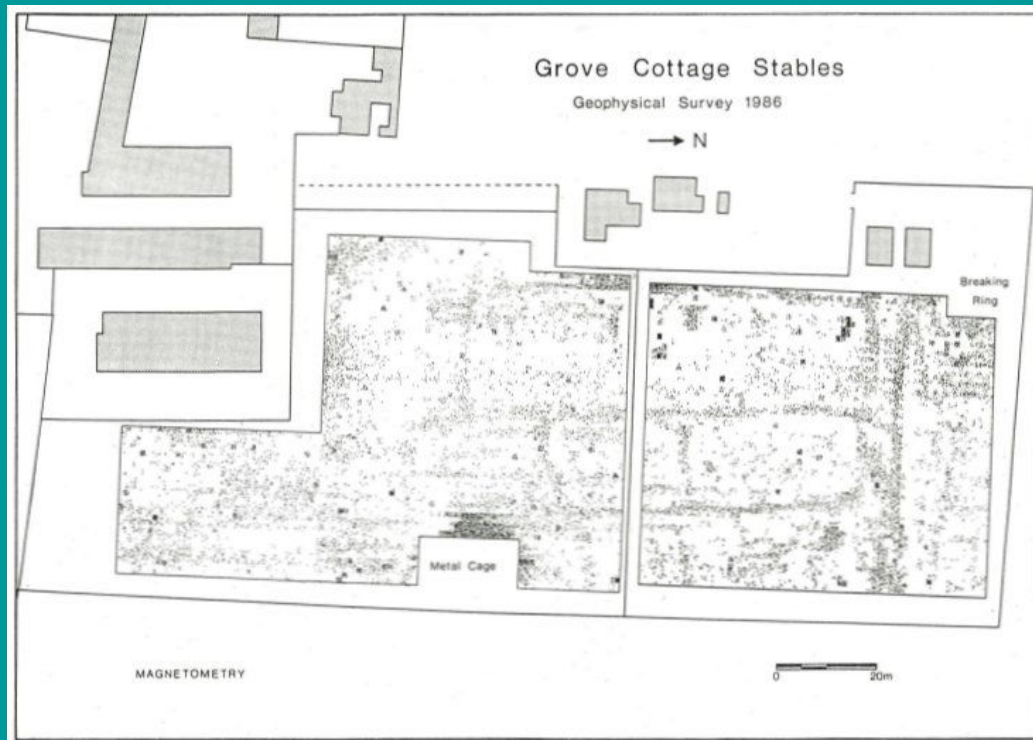 Grove Cottage Stables
Geophysical Survey 1986
N
Breaking
Ring
Metal Cage
MAGNETOMETRY
0 20m